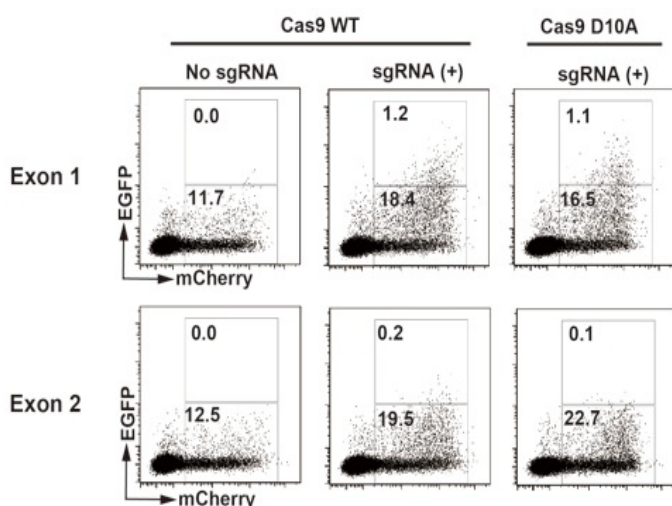 Cas9 WT Cas9 D10A
No sgRNA sgRNA (+) sgRNA (+)
Exon 1
EGFP
0.0 1.2 1.1
11.7 18.4 16.5
mCherry
Exon 2
EGFP
0.0 0.2 0.1
12.5 19.5 22.7
mCherry